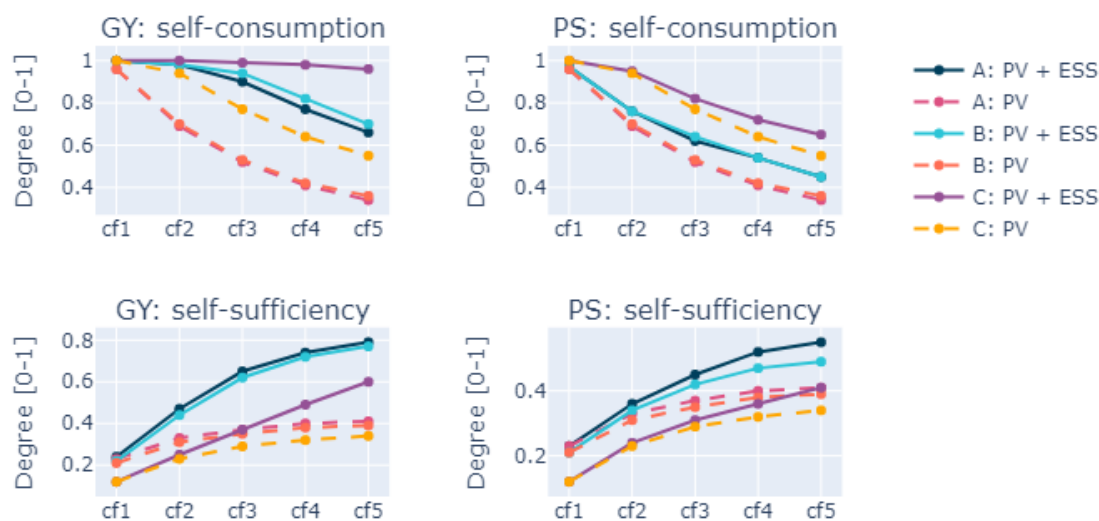 GY: self-consumption
Degree [0-1]
1
0.8
0.6
0.4
cf1 cf2 cf3 cf4 cf5
PS: self-consumption
Degree [0-1]
1
0.8
0.6
0.4
cf1 cf2 cf3 cf4 cf5
A: PV + ESS
A: PV
B: PV + ESS
B: PV
C: PV + ESS
C: PV
GY: self-sufficiency
Degree [0-1]
0.8
0.6
0.4
0.2
cf1 cf2 cf3 cf4 cf5
PS: self-sufficiency
Degree [0-1]
0.4
0.2
cf1 cf2 cf3 cf4 cf5